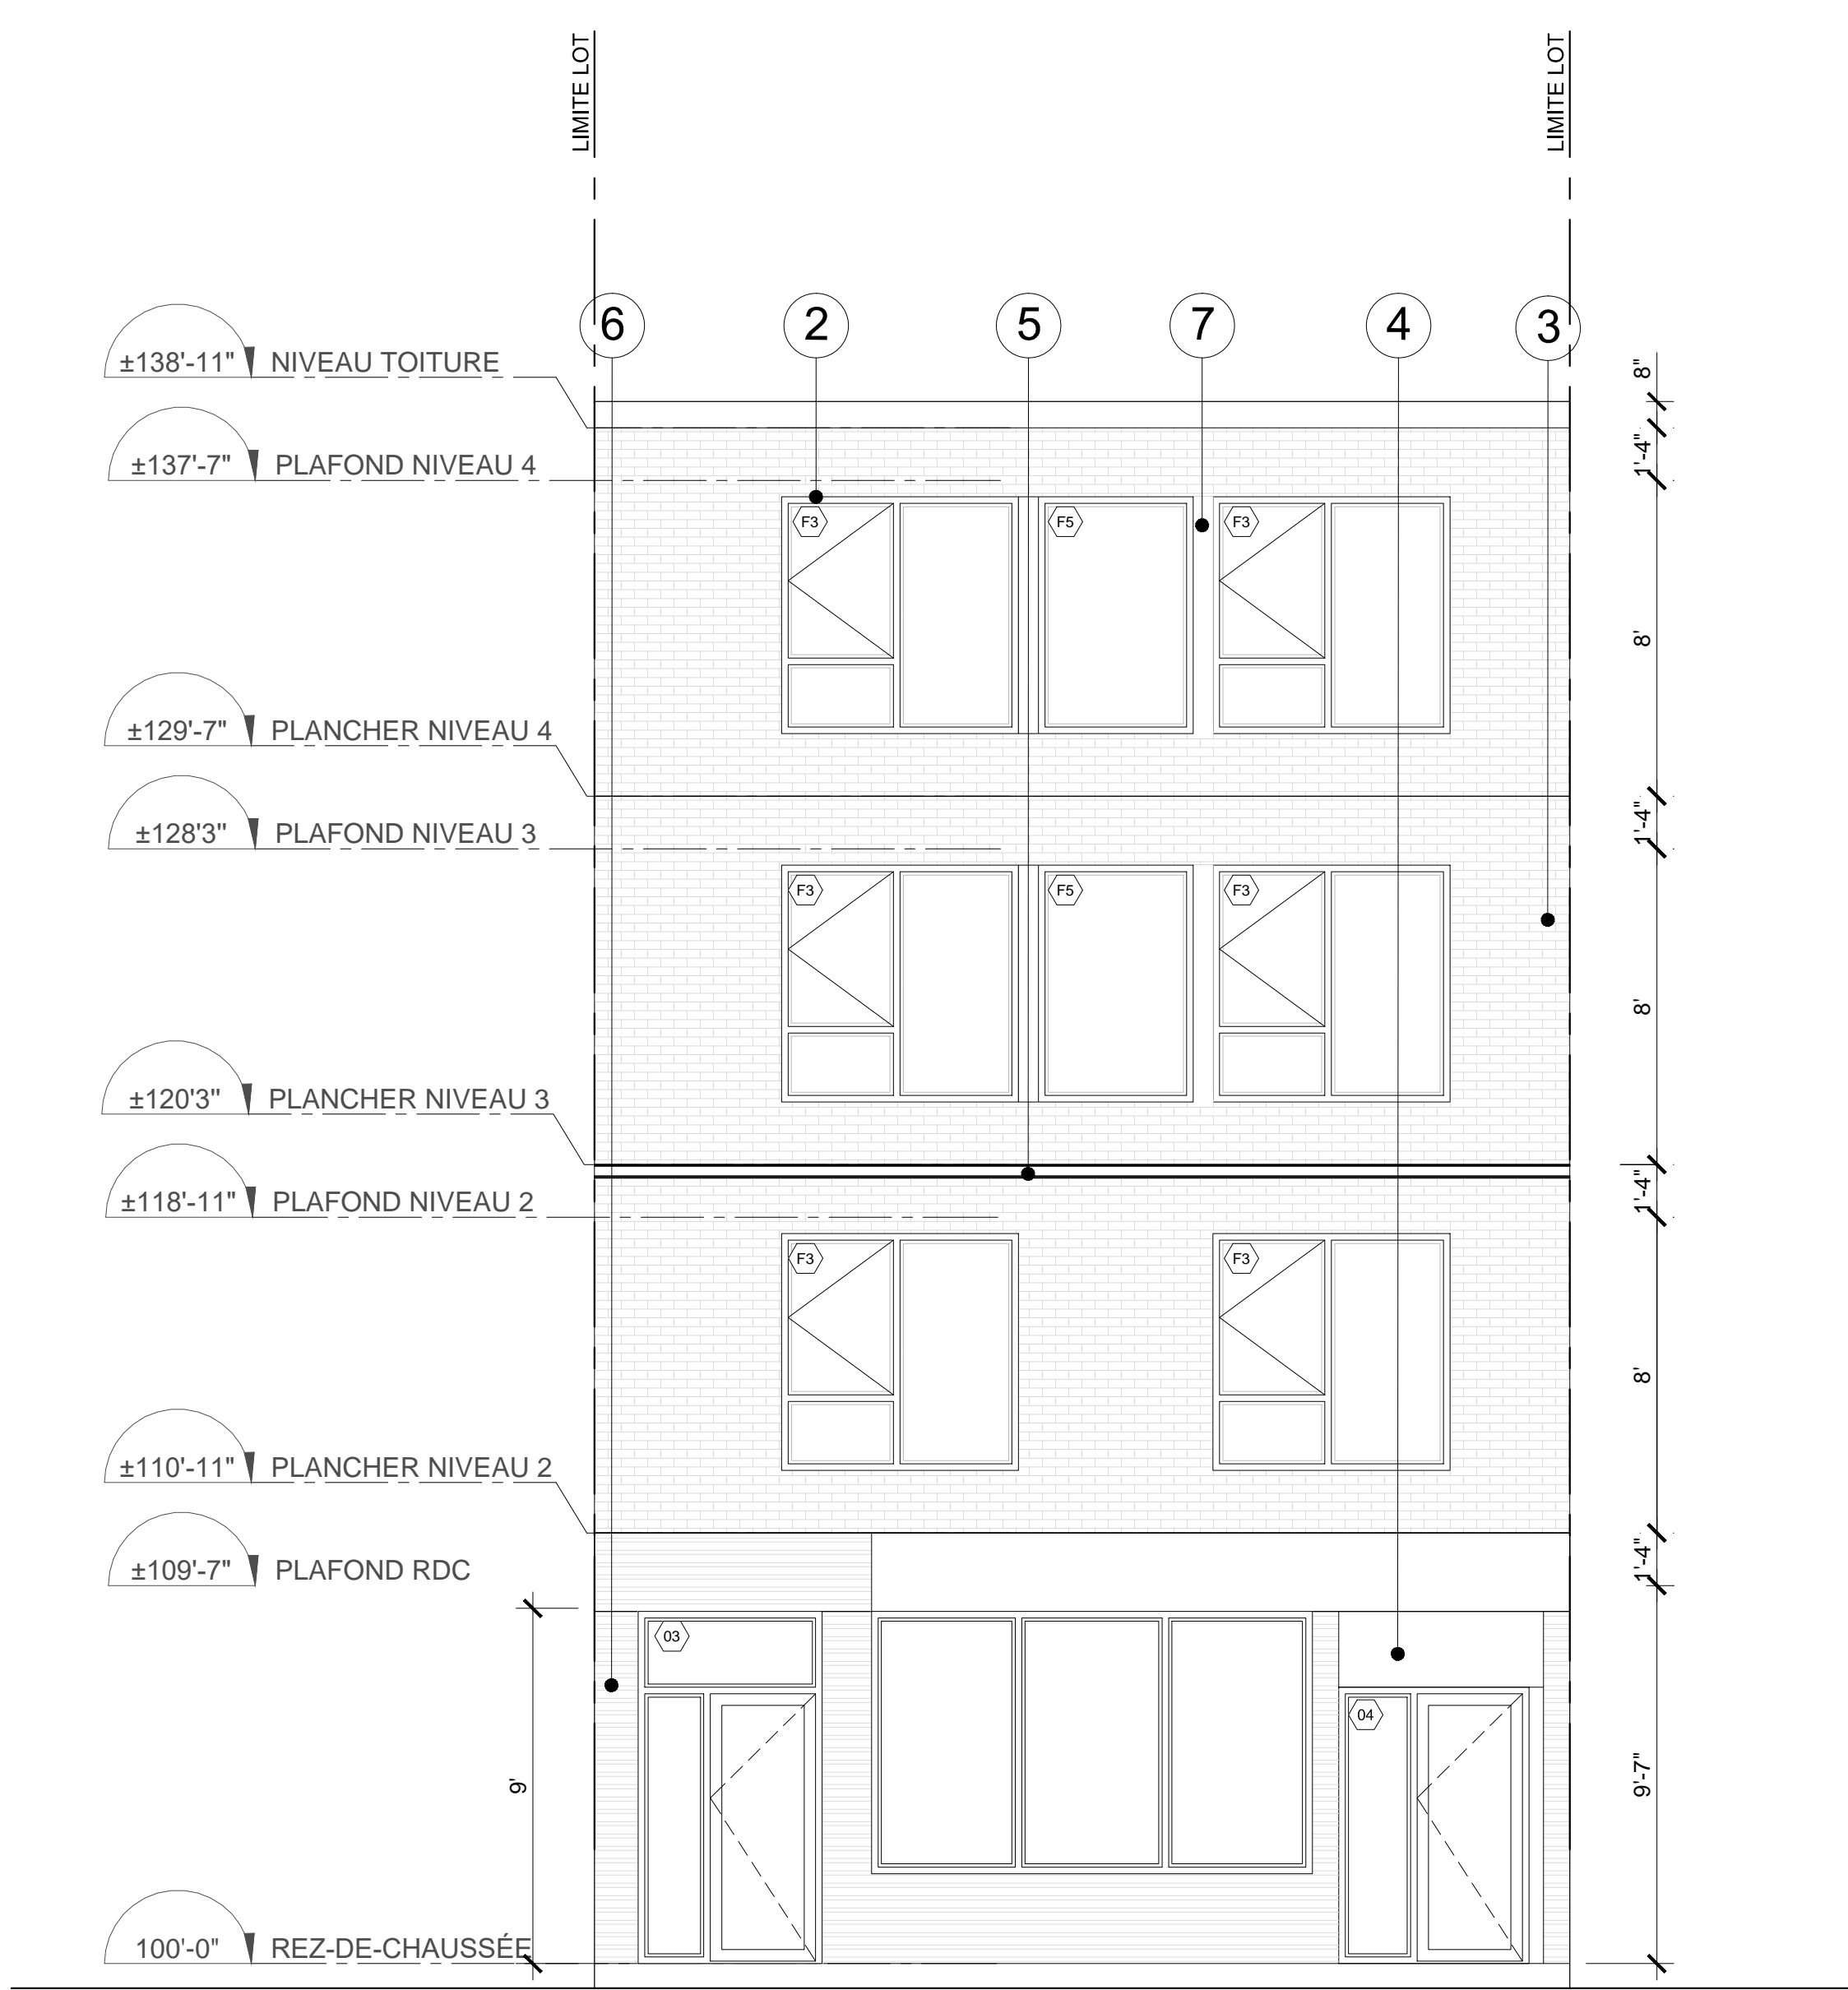 LIMITE LOT
LIMITE LOT
6
2
5
7
4
3
±138'-11" NIVEAU TOITURE
8"
±137'-7" PLAFOND NIVEAU 4
1'-4"
F3
F5
F3
8'
±129'-7" PLANCHER NIVEAU 4
±128'3" PLAFOND NIVEAU 3
1'-4"
F3
F5
F3
8'
±120'3" PLANCHER NIVEAU 3
±118'-11" PLAFOND NIVEAU 2
1'-4"
F3
F3
8'
±110'-11" PLANCHER NIVEAU 2
±109'-7" PLAFOND RDC
1'-4"
03
04
9'
9'-7"
100'-0" REZ-DE-CHAUSSÉE